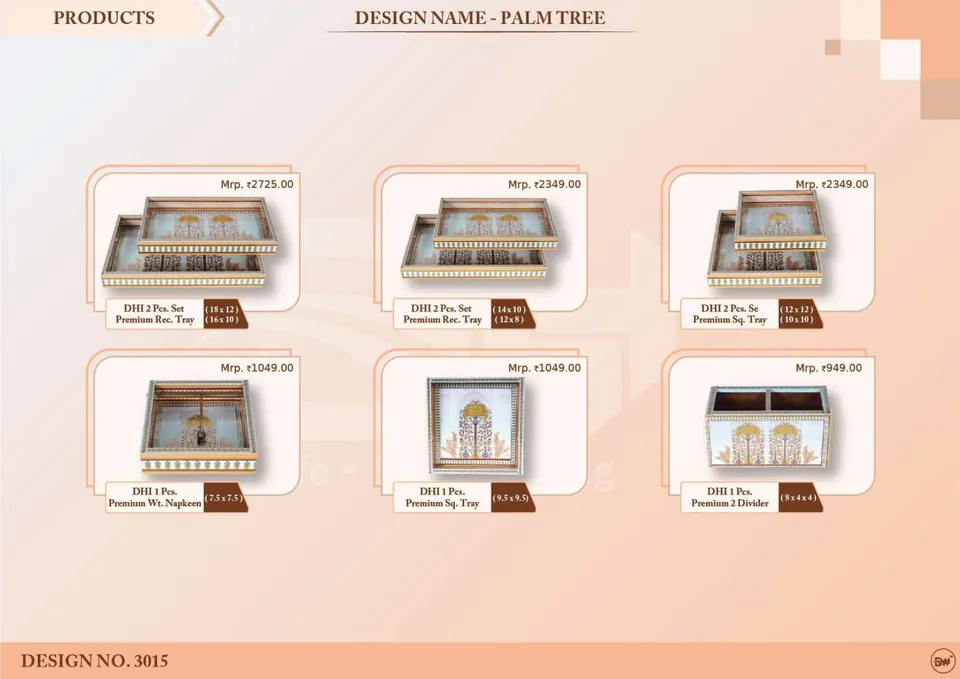 PRODUCTS
DESIGN NAME - PALM TREE
Mrp. ₹2725.00
DHI 2 Pcs. Set
Premium Rec. Tray
( 18 x 12 )
( 16 x 10 )
Mrp. ₹2349.00
DHI 2 Pcs. Set
Premium Rec. Tray
( 14 x 10 )
( 12 x 8 )
Mrp. ₹2349.00
DHI 2 Pcs. Se
Premium Sq. Tray
( 12 x 12 )
( 10 x 10 )
Mrp. ₹1049.00
DHI 1 Pcs.
Premium Wt. Napkeen
( 7.5 x 7.5 )
Mrp. ₹1049.00
DHI 1 Pcs.
Premium Sq. Tray
( 9.5 x 9.5)
Mrp. ₹949.00
DHI 1 Pcs.
Premium 2 Divider
( 8 x 4 x 4 )
DESIGN NO. 3015